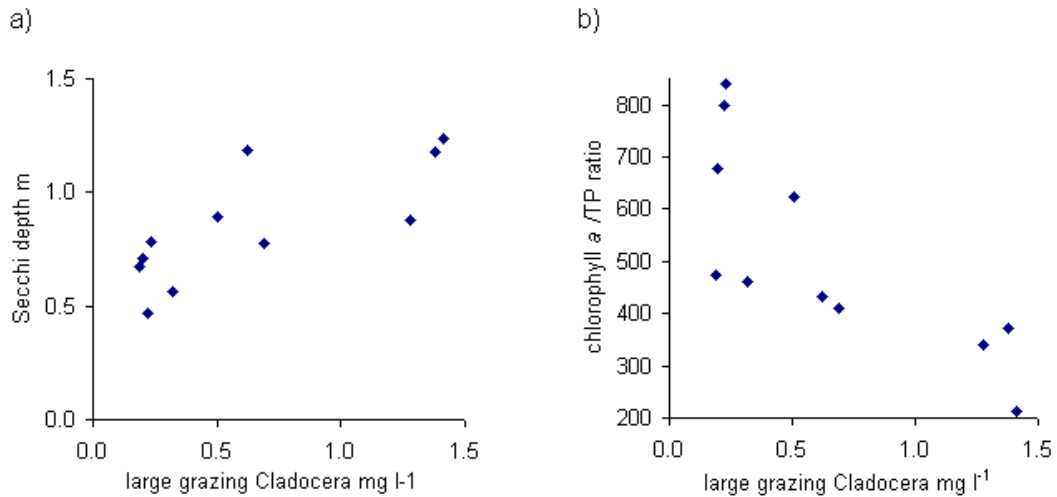 a)
Secchi depth m
1.5
1.0
0.5
0.0
0.0 0.5 1.0 1.5
large grazing Cladocera mg l-1
b)
chlorophyll a /TP ratio
800
700
600
500
400
300
200
0.0 0.5 1.0 1.5
large grazing Cladocera mg l⁻¹